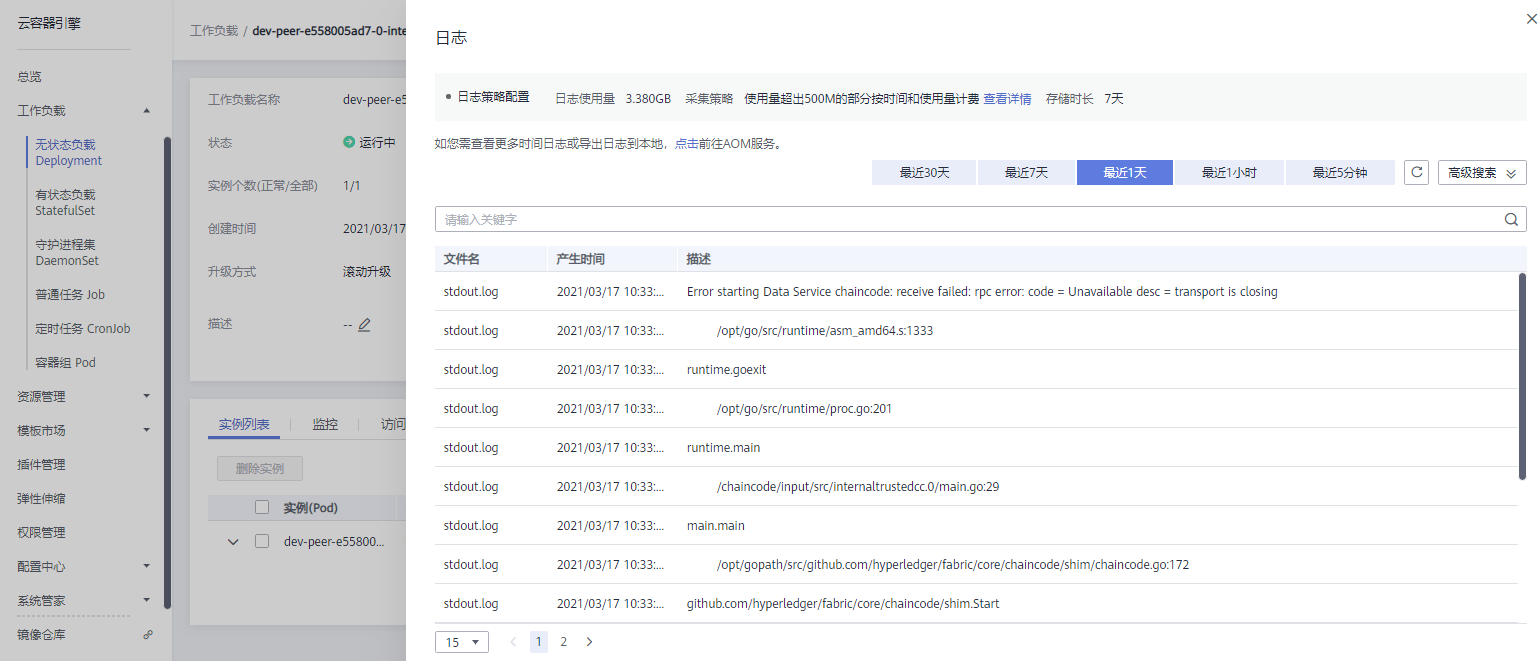 云容器引擎
总览
工作负载
无状态负载
Deployment
有状态负载
StatefulSet
守护进程集
DaemonSet
普通任务 Job
定时任务 CronJob
容器组 Pod
资源管理
模板市场
插件管理
弹性伸缩
权限管理
配置中心
系统管家
镜像仓库
工作负载 / dev-peer-e558005ad7-0-inte
工作负载名称 dev-peer-e5
状态 运行中
实例个数(正常/全部) 1/1
创建时间 2021/03/17
升级方式 滚动升级
描述 --
实例列表 监控 访问
删除实例
实例(Pod)
dev-peer-e55800...
日志
日志策略配置 日志使用量 3.380GB 采集策略 使用量超出500M的部分按时间和使用量计费 查看详情 存储时长 7天
如您需查看更多时间日志或导出日志到本地，点击前往AOM服务。
最近30天 最近7天 最近1天 最近1小时 最近5分钟 高级搜索
请输入关键字
文件名 产生时间 描述
stdout.log 2021/03/17 10:33:... Error starting Data Service chaincode: receive failed: rpc error: code = Unavailable desc = transport is closing
stdout.log 2021/03/17 10:33:... /opt/go/src/runtime/asm_amd64.s:1333
stdout.log 2021/03/17 10:33:... runtime.goexit
stdout.log 2021/03/17 10:33:... /opt/go/src/runtime/proc.go:201
stdout.log 2021/03/17 10:33:... runtime.main
stdout.log 2021/03/17 10:33:... /chaincode/input/src/internaltrustedcc.0/main.go:29
stdout.log 2021/03/17 10:33:... main.main
stdout.log 2021/03/17 10:33:... /opt/gopath/src/github.com/hyperledger/fabric/core/chaincode/shim/chaincode.go:172
stdout.log 2021/03/17 10:33:... github.com/hyperledger/fabric/core/chaincode/shim.Start
15 1 2